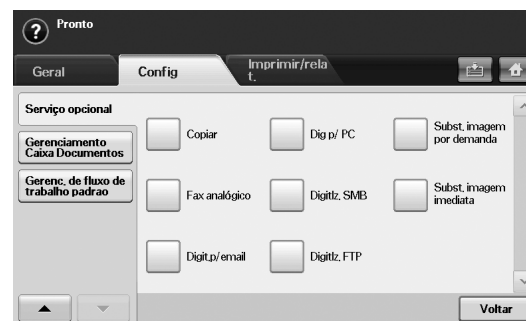 ?
Pronto
Geral
Config
Imprimir/rela
t.
Serviço opcional
Gerenciamento
Caixa Documentos
Gerenc. de fluxo de
trabalho padrao
Copiar
Dig p/ PC
Subst. imagem
por demanda
Fax analógico
Digitlz. SMB
Subst. imagem
imediata
Digit.p/email
Digitlz. FTP
Voltar